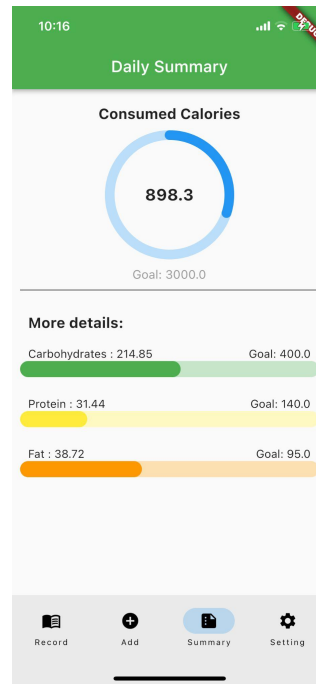 10:16
Daily Summary
Consumed Calories
898.3
Goal: 3000.0
More details:
Carbohydrates : 214.85 Goal: 400.0
Protein : 31.44 Goal: 140.0
Fat : 38.72 Goal: 95.0
Record Add Summary Setting